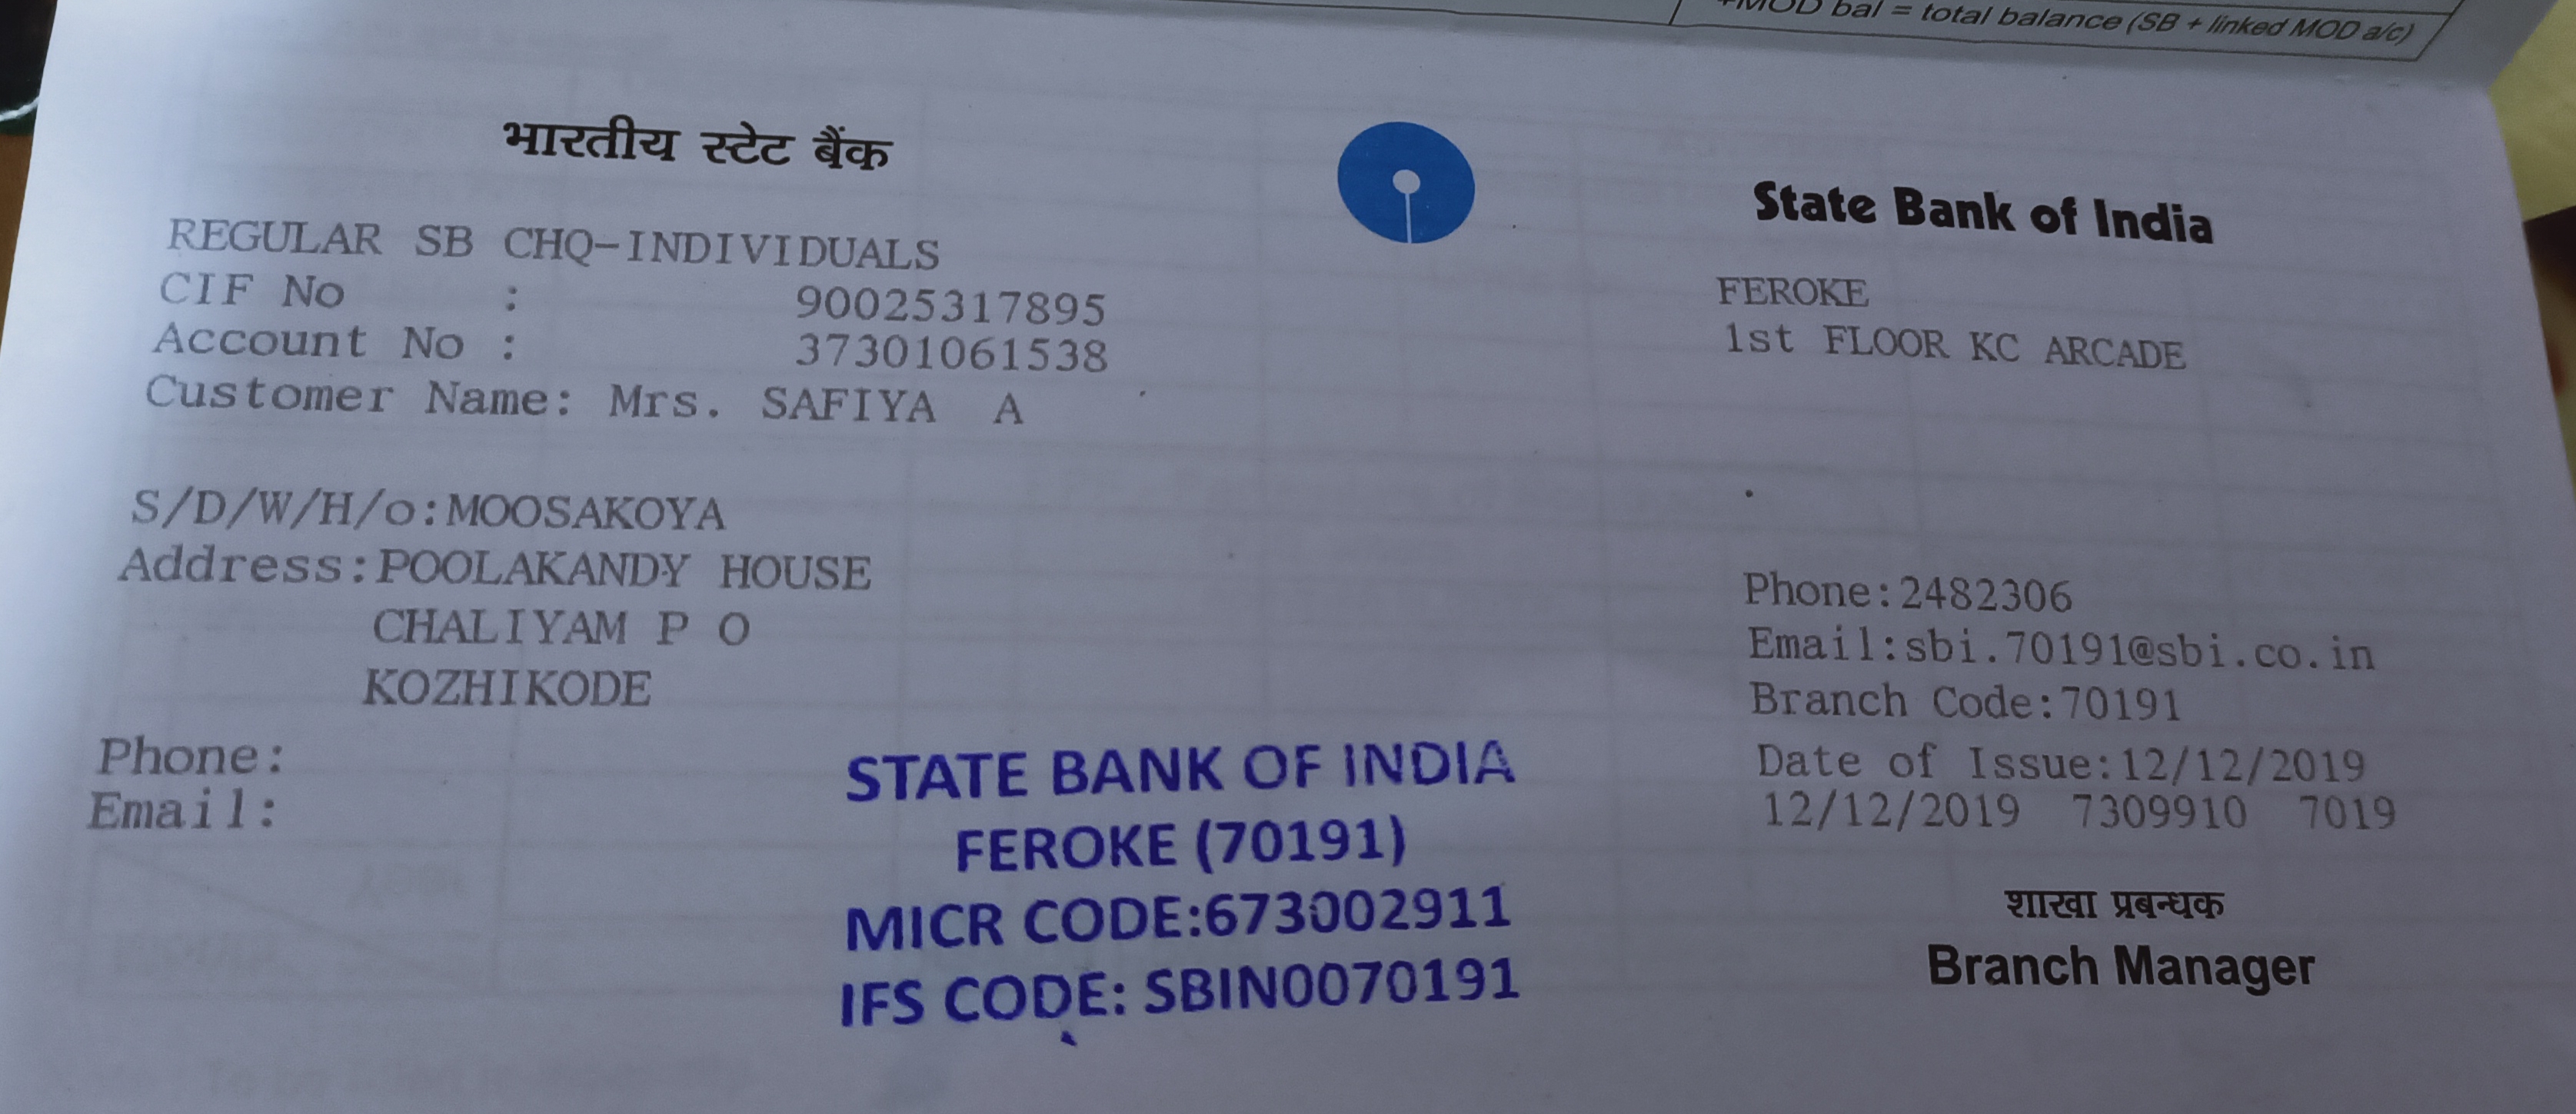 +MOD bal = total balance (SB + linked MOD a/c)
भारतीय स्टेट बैंक
State Bank of India
REGULAR SB CHQ-INDIVIDUALS
CIF No : 90025317895
Account No : 37301061538
Customer Name: Mrs. SAFIYA A
S/D/W/H/o:MOOSAKOYA
Address:POOLAKANDY HOUSE
CHALIYAM P O
KOZHIKODE
Phone:
Email:
FEROKE
1st FLOOR KC ARCADE
Phone:2482306
Email:sbi.70191@sbi.co.in
Branch Code:70191
Date of Issue:12/12/2019
12/12/2019 7309910 7019
STATE BANK OF INDIA
FEROKE (70191)
MICR CODE:673002911
IFS CODE: SBIN0070191
शाखा प्रबन्धक
Branch Manager